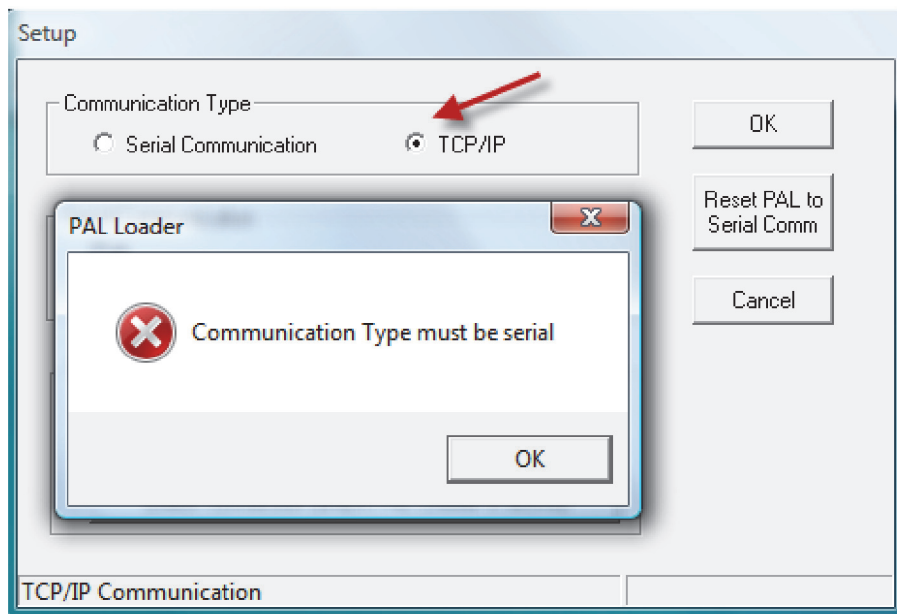 Setup
Communication Type
Serial Communication
TCP/IP
OK
Reset PAL to
Serial Comm
Cancel
PAL Loader
Communication Type must be serial
OK
TCP/IP Communication